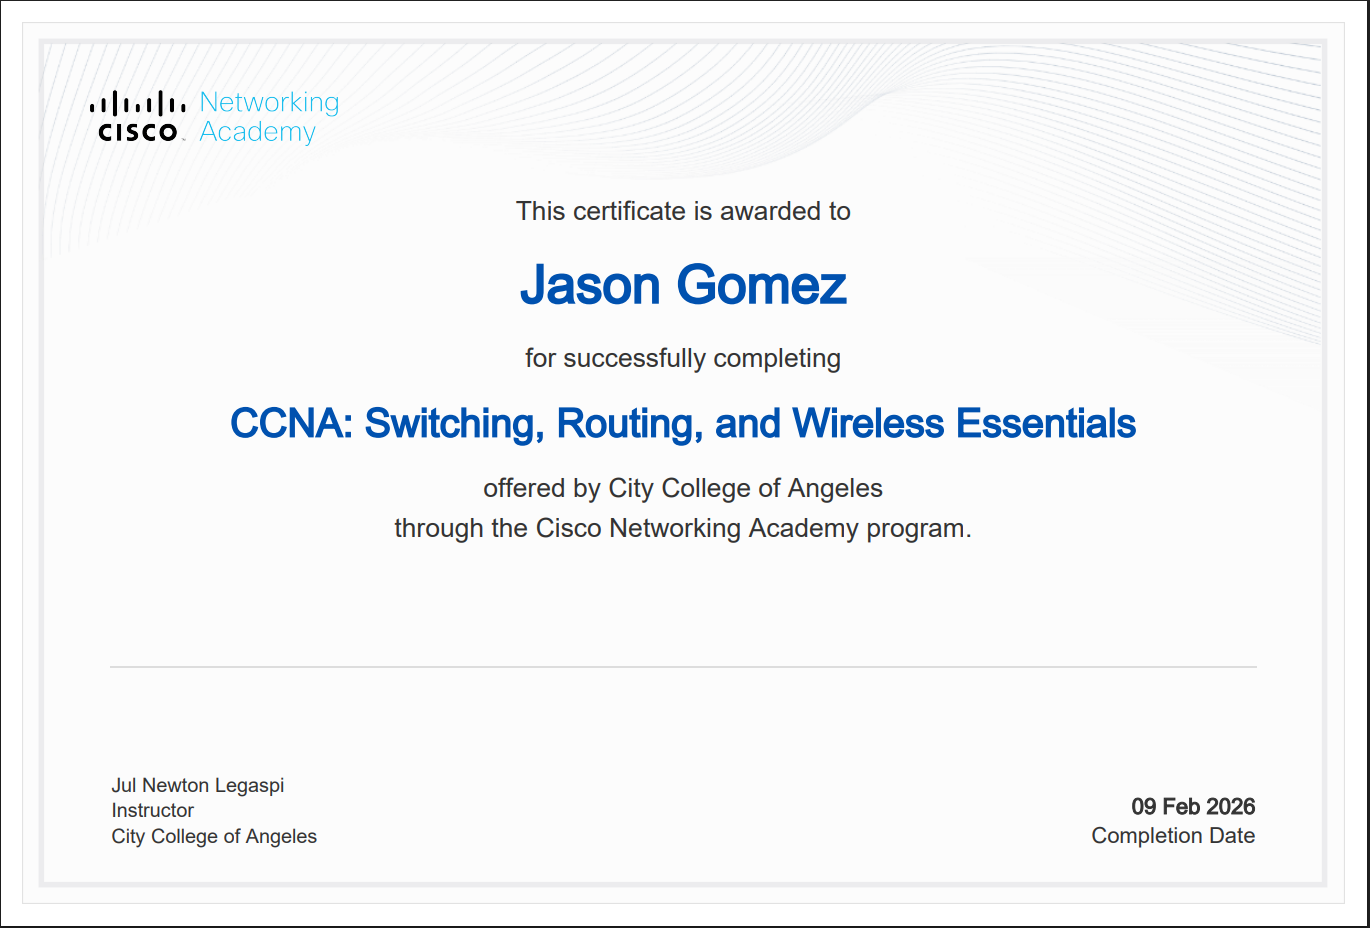 Networking
Academy
CISCO
This certificate is awarded to
Jason Gomez
for successfully completing
CCNA: Switching, Routing, and Wireless Essentials
offered by City College of Angeles
through the Cisco Networking Academy program.
Jul Newton Legaspi
Instructor
City College of Angeles
09 Feb 2026
Completion Date